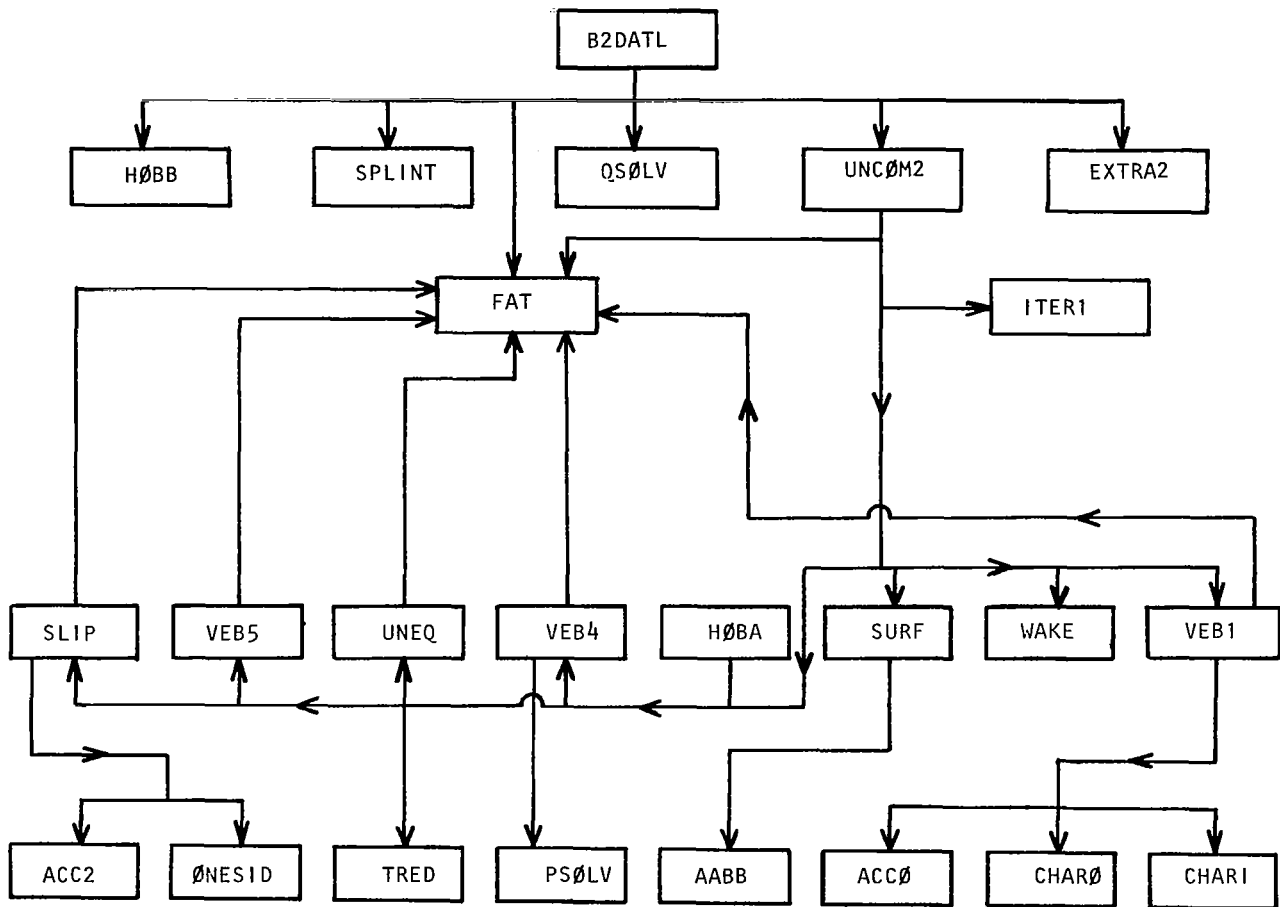 B2DATL
HØBB
SPLINT
QSØLV
UNCØM2
EXTRA2
FAT
ITER1
SLIP
VEB5
UNEQ
VEB4
HØBA
SURF
WAKE
VEB1
ACC2
ØNESID
TRED
PSØLV
AABB
ACCØ
CHARØ
CHAR1